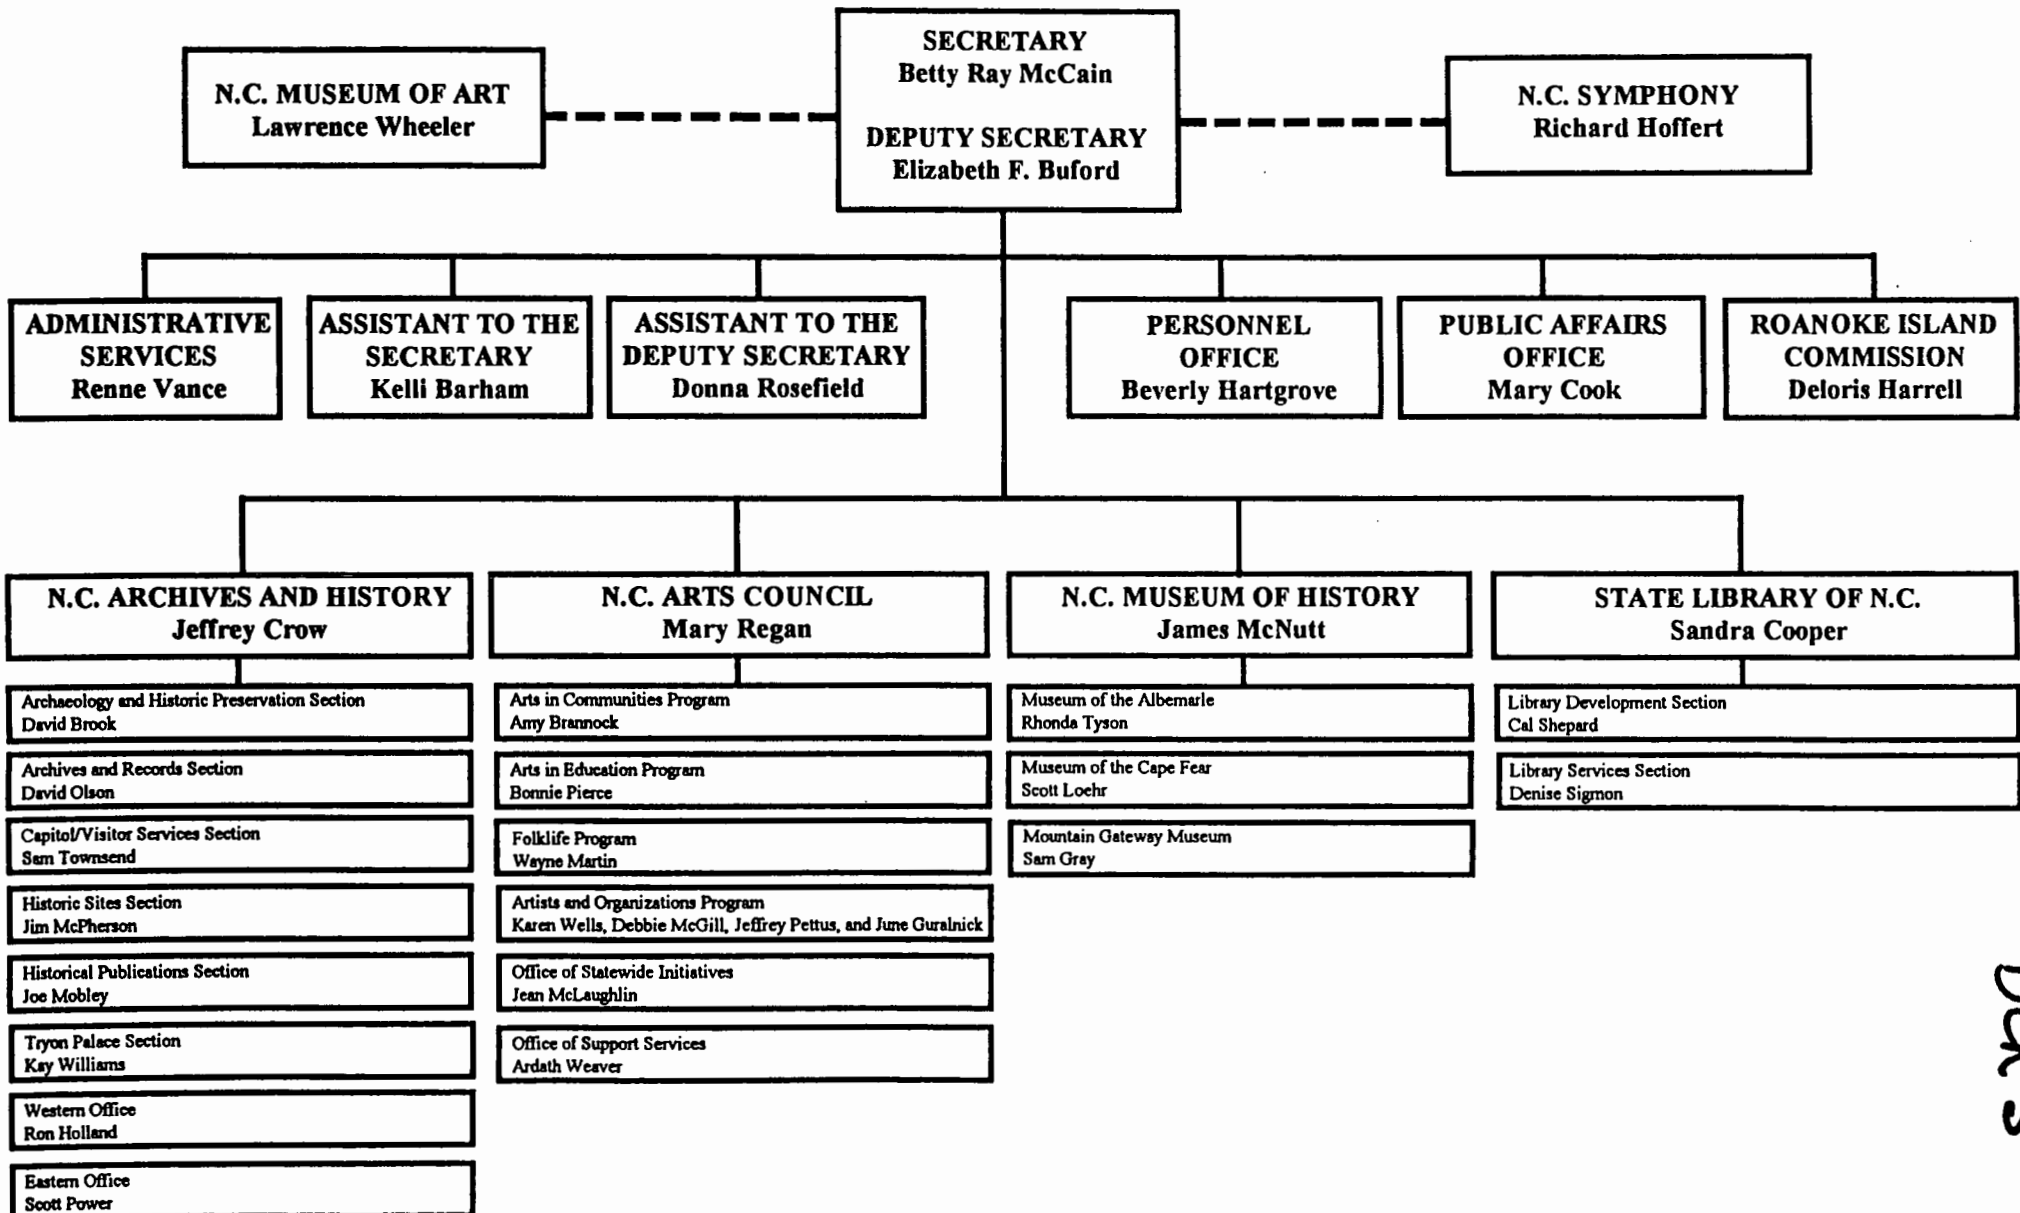 SECRETARY
Betty Ray McCain
DEPUTY SECRETARY
Elizabeth F. Buford
N.C. MUSEUM OF ART
Lawrence Wheeler
N.C. SYMPHONY
Richard Hoffert
ADMINISTRATIVE
SERVICES
Renne Vance
ASSISTANT TO THE
SECRETARY
Kelli Barham
ASSISTANT TO THE
DEPUTY SECRETARY
Donna Rosefield
PERSONNEL
OFFICE
Beverly Hartgrove
PUBLIC AFFAIRS
OFFICE
Mary Cook
ROANOKE ISLAND
COMMISSION
Deloris Harrell
N.C. ARCHIVES AND HISTORY
Jeffrey Crow
Archaeology and Historic Preservation Section
David Brook
Archives and Records Section
David Olson
Capitol/Visitor Services Section
Sam Townsend
Historic Sites Section
Jim McPherson
Historical Publications Section
Joe Mobley
Tryon Palace Section
Kay Williams
Western Office
Ron Holland
Eastern Office
Scott Power
N.C. ARTS COUNCIL
Mary Regan
Arts in Communities Program
Amy Brannock
Arts in Education Program
Bonnie Pierce
Folklife Program
Wayne Martin
Artists and Organizations Program
Karen Wells, Debbie McGill, Jeffrey Pettus, and June Guralnick
Office of Statewide Initiatives
Jean McLaughlin
Office of Support Services
Ardath Weaver
N.C. MUSEUM OF HISTORY
James McNutt
Museum of the Albemarle
Rhonda Tyson
Museum of the Cape Fear
Scott Loehr
Mountain Gateway Museum
Sam Gray
STATE LIBRARY OF N.C.
Sandra Cooper
Library Development Section
Cal Shepard
Library Services Section
Denise Sigmon